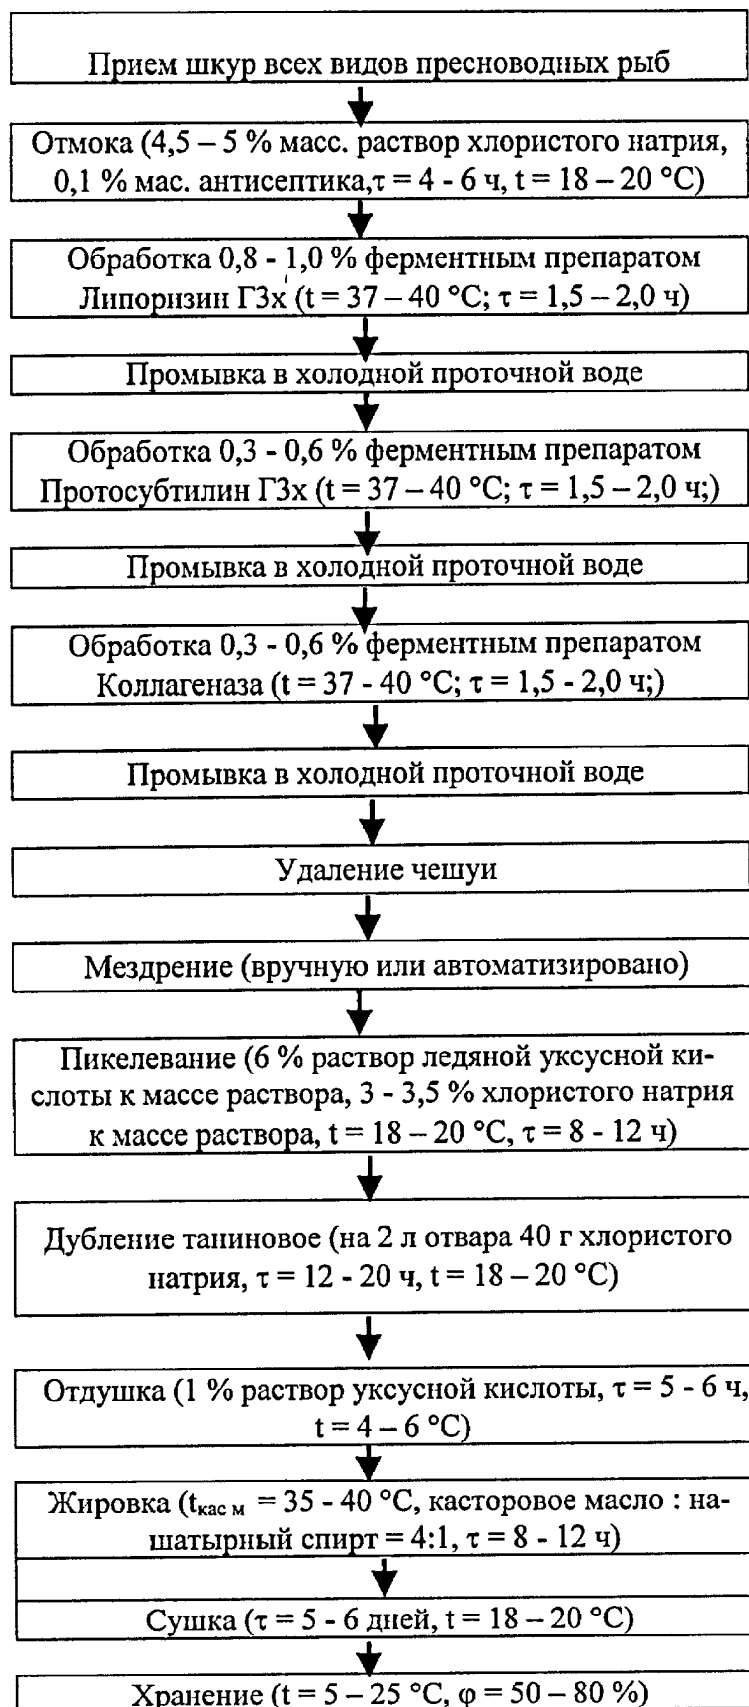 Прием шкур всех видов пресноводных рыб
Отмока (4,5 – 5 % масс. раствор хлористого натрия,
0,1 % мас. антисептика,τ = 4 - 6 ч, t = 18 – 20 °С)
Обработка 0,8 - 1,0 % ферментным препаратом
Липоризин Г3х (t = 37 – 40 °С; τ = 1,5 – 2,0 ч)
Промывка в холодной проточной воде
Обработка 0,3 - 0,6 % ферментным препаратом
Протосубтилин Г3х (t = 37 – 40 °С; τ = 1,5 – 2,0 ч;)
Промывка в холодной проточной воде
Обработка 0,3 - 0,6 % ферментным препаратом
Коллагеназа (t = 37 - 40 °С; τ = 1,5 - 2,0 ч;)
Промывка в холодной проточной воде
Удаление чешуи
Мездрение (вручную или автоматизировано)
Пикелевание (6 % раствор ледяной уксусной ки-
слоты к массе раствора, 3 - 3,5 % хлористого натрия
к массе раствора, t = 18 – 20 °С, τ = 8 - 12 ч)
Дубление таниновое (на 2 л отвара 40 г хлористого
натрия, τ = 12 - 20 ч, t = 18 – 20 °С)
Отдушка (1 % раствор уксусной кислоты, τ = 5 - 6 ч,
t = 4 – 6 °С)
Жировка (tкас м = 35 - 40 °С, касторовое масло : на-
шатырный спирт = 4:1, τ = 8 - 12 ч)
Сушка (τ = 5 - 6 дней, t = 18 – 20 °С)
Хранение (t = 5 – 25 °С, φ = 50 – 80 %)